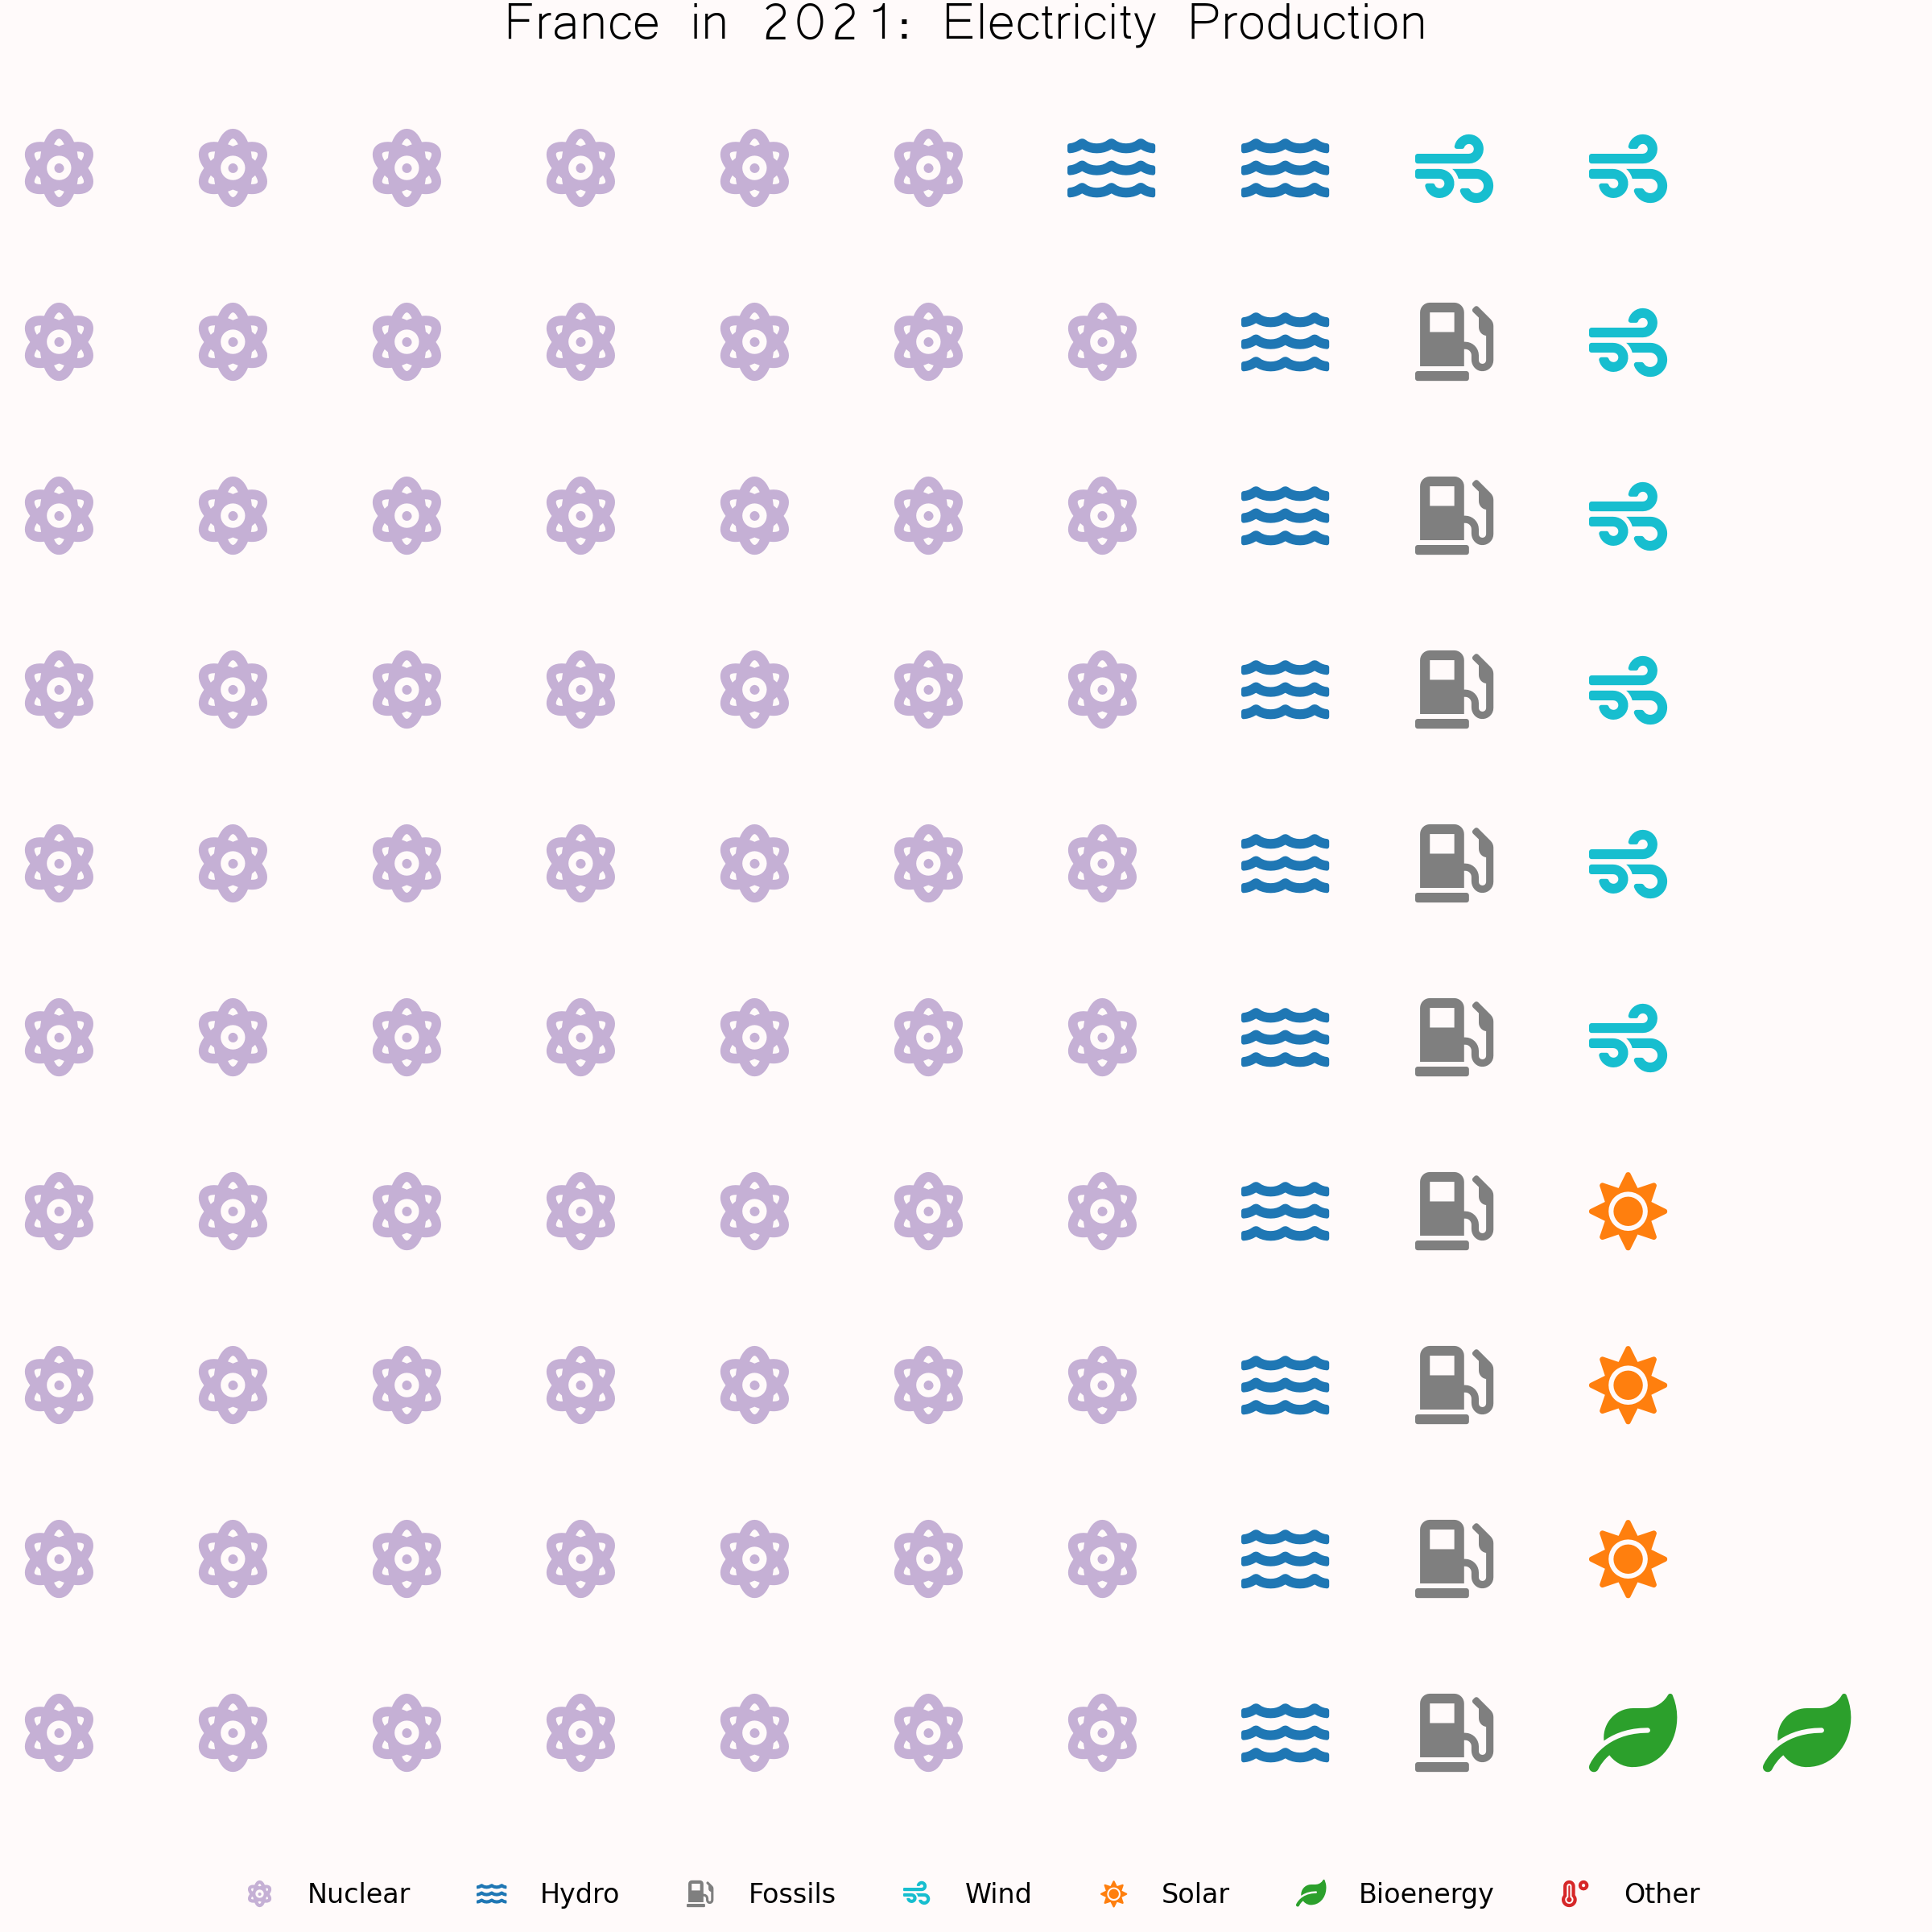 France in 2021: Electricity Production
Nuclear Hydro Fossils Wind Solar Bioenergy Other